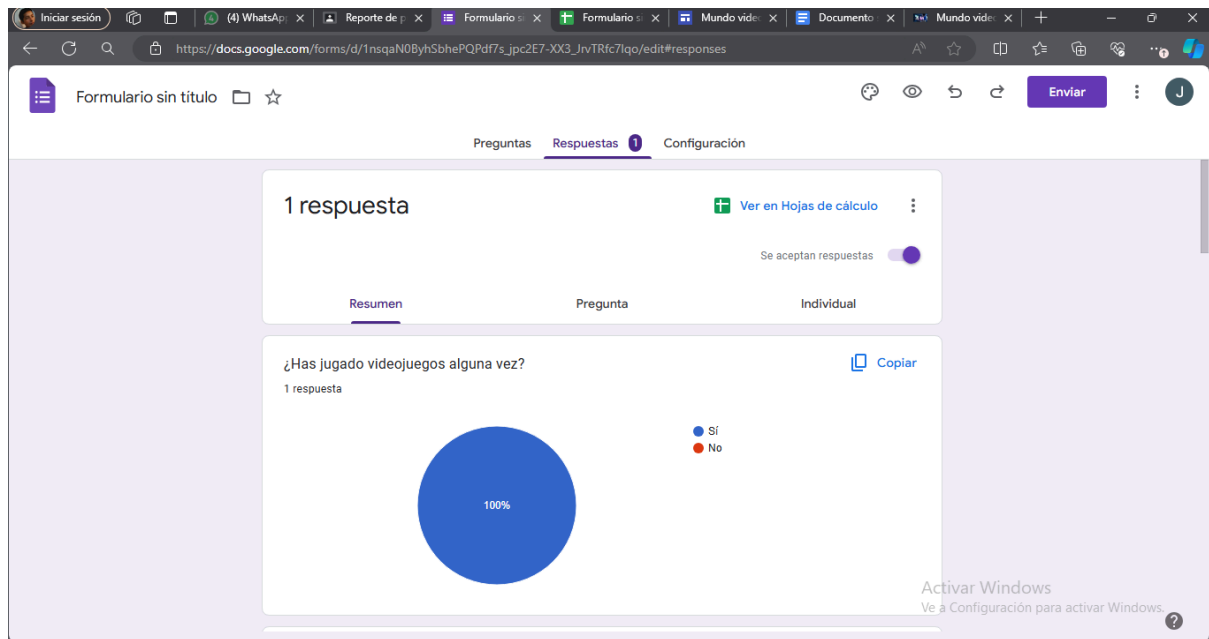 Iniciar sesión
(4) WhatsAp
Reporte de p
Formulario s
Formulario si
Mundo vide
Documento
Mundo vide
https://docs.google.com/forms/d/1nsqaN0ByhSbhePQPdf7s_jpc2E7-XX3_JrvTRfc7lqo/edit#responses
Formulario sin título
Enviar
J
Preguntas
Respuestas 1
Configuración
1 respuesta
Ver en Hojas de cálculo
Se aceptan respuestas
Resumen
Pregunta
Individual
¿Has jugado videojuegos alguna vez?
Copiar
1 respuesta
Sí
No
100%
Activar Windows
Ve a Configuración para activar Windows.